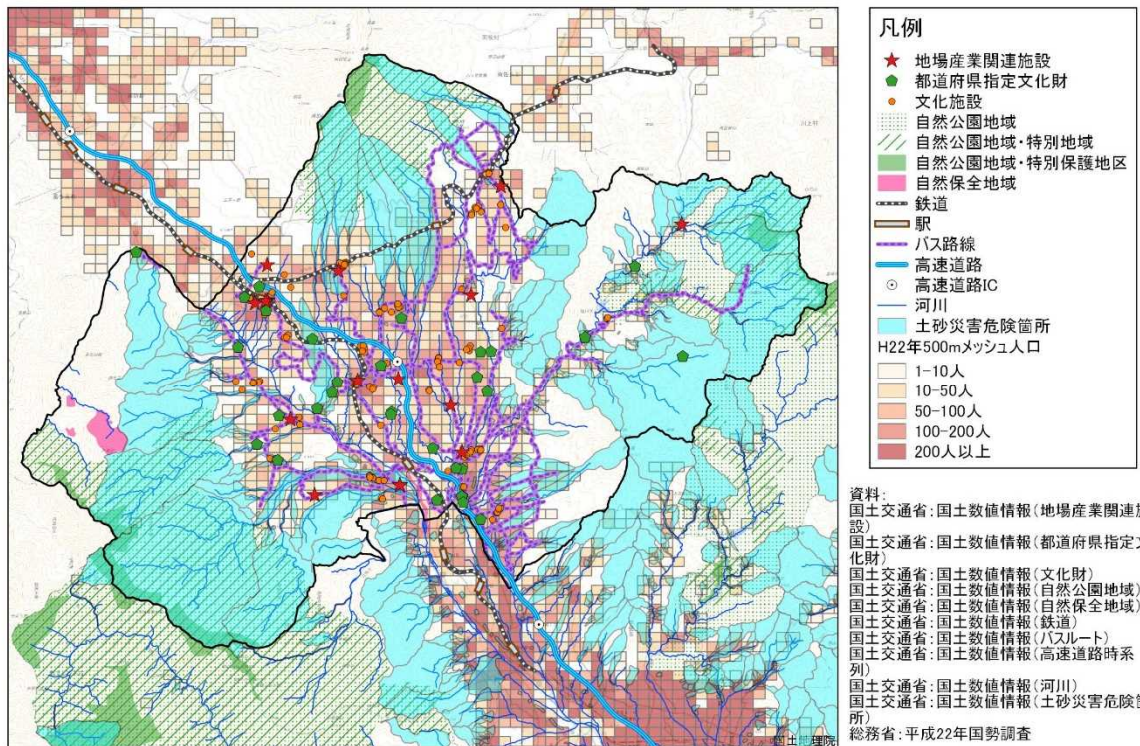 凡例
地場産業関連施設
都道府県指定文化財
文化施設
自然公園地域
自然公園地域・特別地域
自然公園地域・特別保護地区
自然保全地域
鉄道
駅
バス路線
高速道路
高速道路IC
河川
土砂災害危険箇所
H22年500mメッシュ人口
1-10人
10-50人
50-100人
100-200人
200人以上
資料:
国土交通省:国土数値情報(地場産業関連施
設)
国土交通省:国土数値情報(都道府県指定文
化財)
国土交通省:国土数値情報(文化財)
国土交通省:国土数値情報(自然公園地域)
国土交通省:国土数値情報(自然保全地域)
国土交通省:国土数値情報(鉄道)
国土交通省:国土数値情報(バスルート)
国土交通省:国土数値情報(高速道路時系
列)
国土交通省:国土数値情報(河川)
国土交通省:国土数値情報(土砂災害危険箇
所)
総務省:平成22年国勢調査
国土地理院